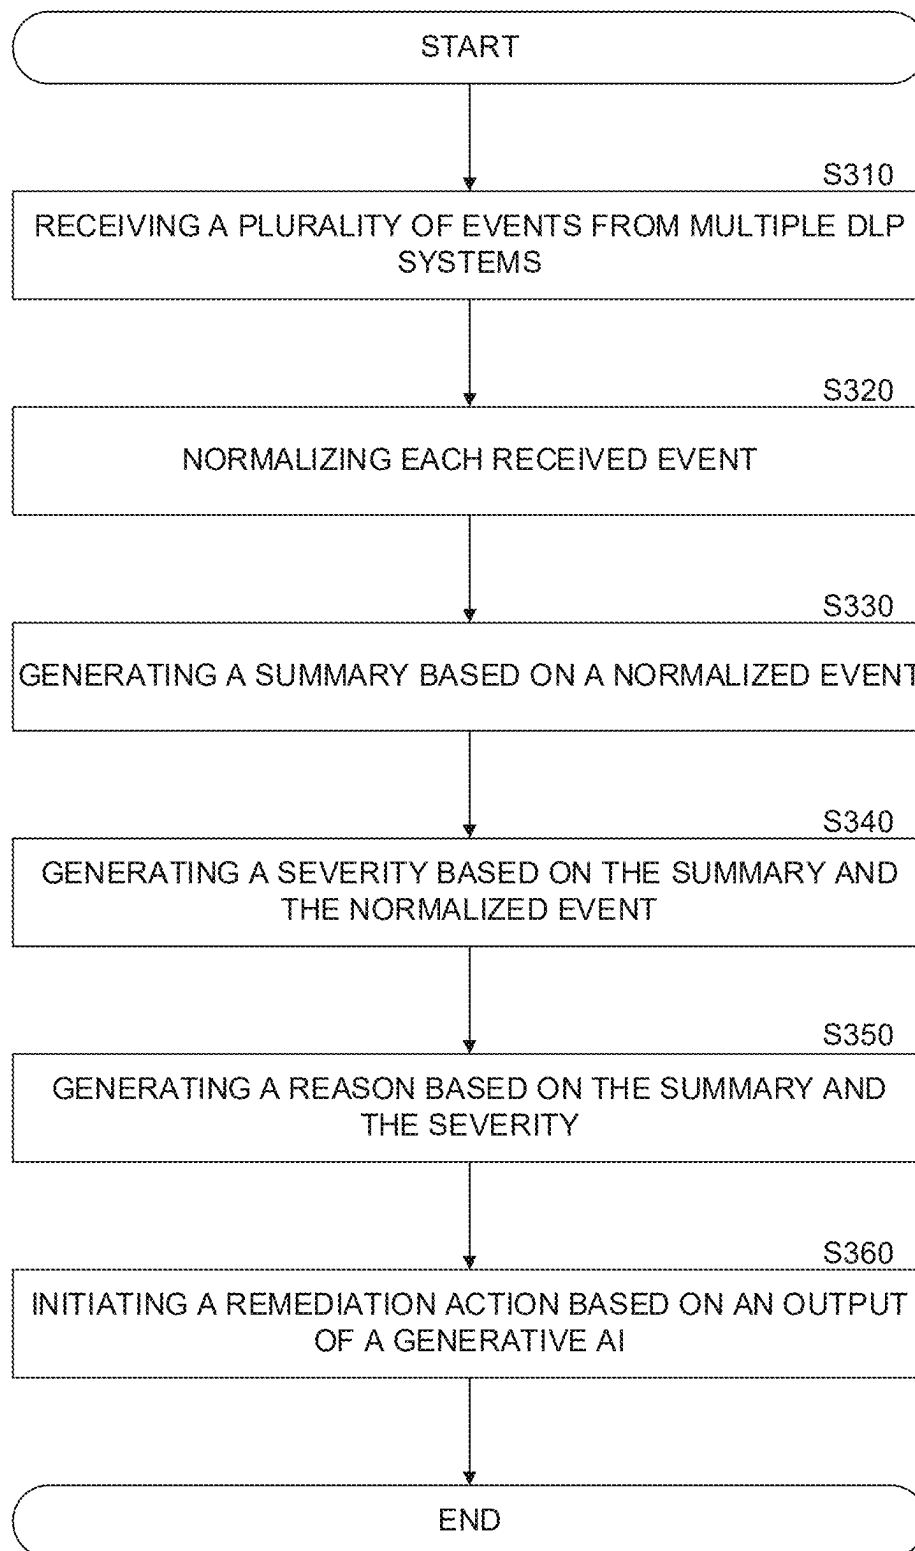 START
S310
RECEIVING A PLURALITY OF EVENTS FROM MULTIPLE DLP
SYSTEMS
S320
NORMALIZING EACH RECEIVED EVENT
S330
GENERATING A SUMMARY BASED ON A NORMALIZED EVENT
S340
GENERATING A SEVERITY BASED ON THE SUMMARY AND
THE NORMALIZED EVENT
S350
GENERATING A REASON BASED ON THE SUMMARY AND
THE SEVERITY
S360
INITIATING A REMEDIATION ACTION BASED ON AN OUTPUT
OF A GENERATIVE AI
END